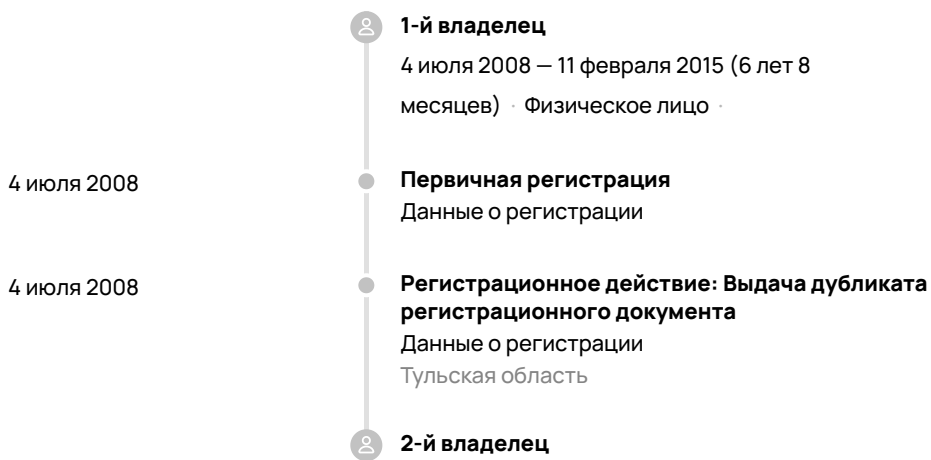 1-й владелец
4 июля 2008 — 11 февраля 2015 (6 лет 8
месяцев) · Физическое лицо ·
4 июля 2008
Первичная регистрация
Данные о регистрации
4 июля 2008
Регистрационное действие: Выдача дубликата
регистрационного документа
Данные о регистрации
Тульская область
2-й владелец